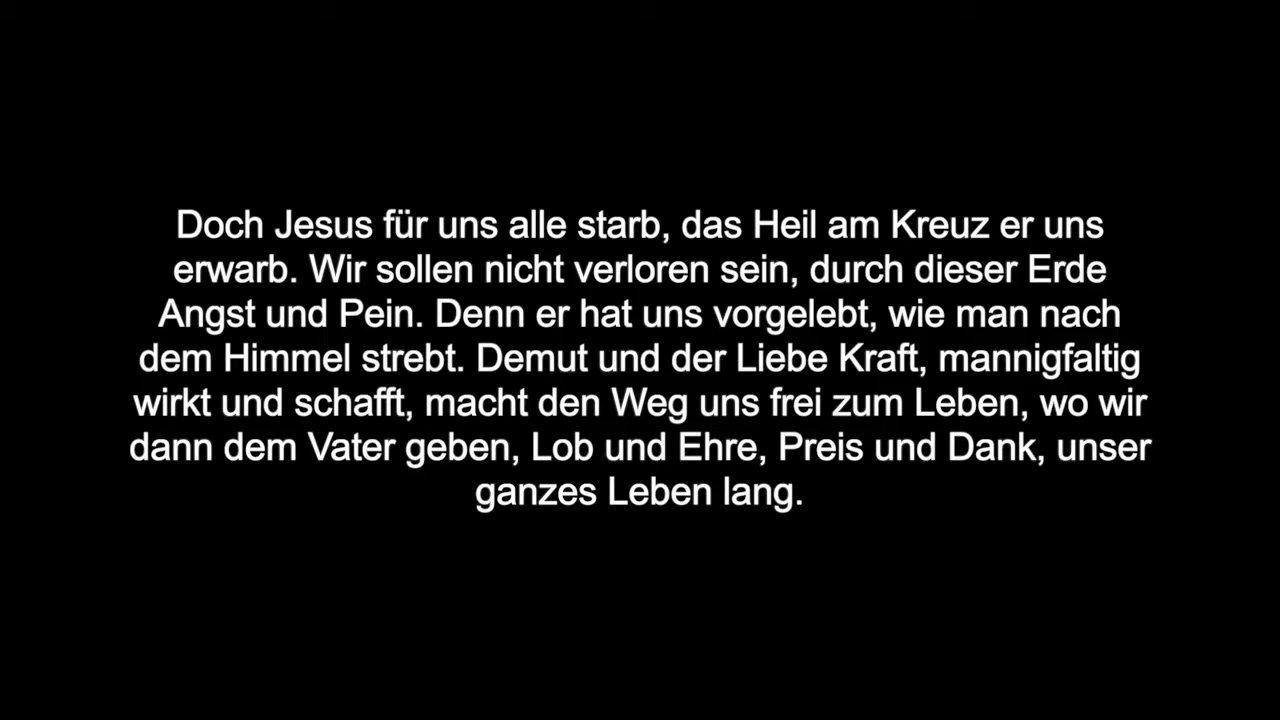 Doch Jesus für uns alle starb, das Heil am Kreuz er uns
erwarb. Wir sollen nicht verloren sein, durch dieser Erde
Angst und Pein. Denn er hat uns vorgelebt, wie man nach
dem Himmel strebt. Demut und der Liebe Kraft, mannigfaltig
wirkt und schafft, macht den Weg uns frei zum Leben, wo wir
dann dem Vater geben, Lob und Ehre, Preis und Dank, unser
ganzes Leben lang.